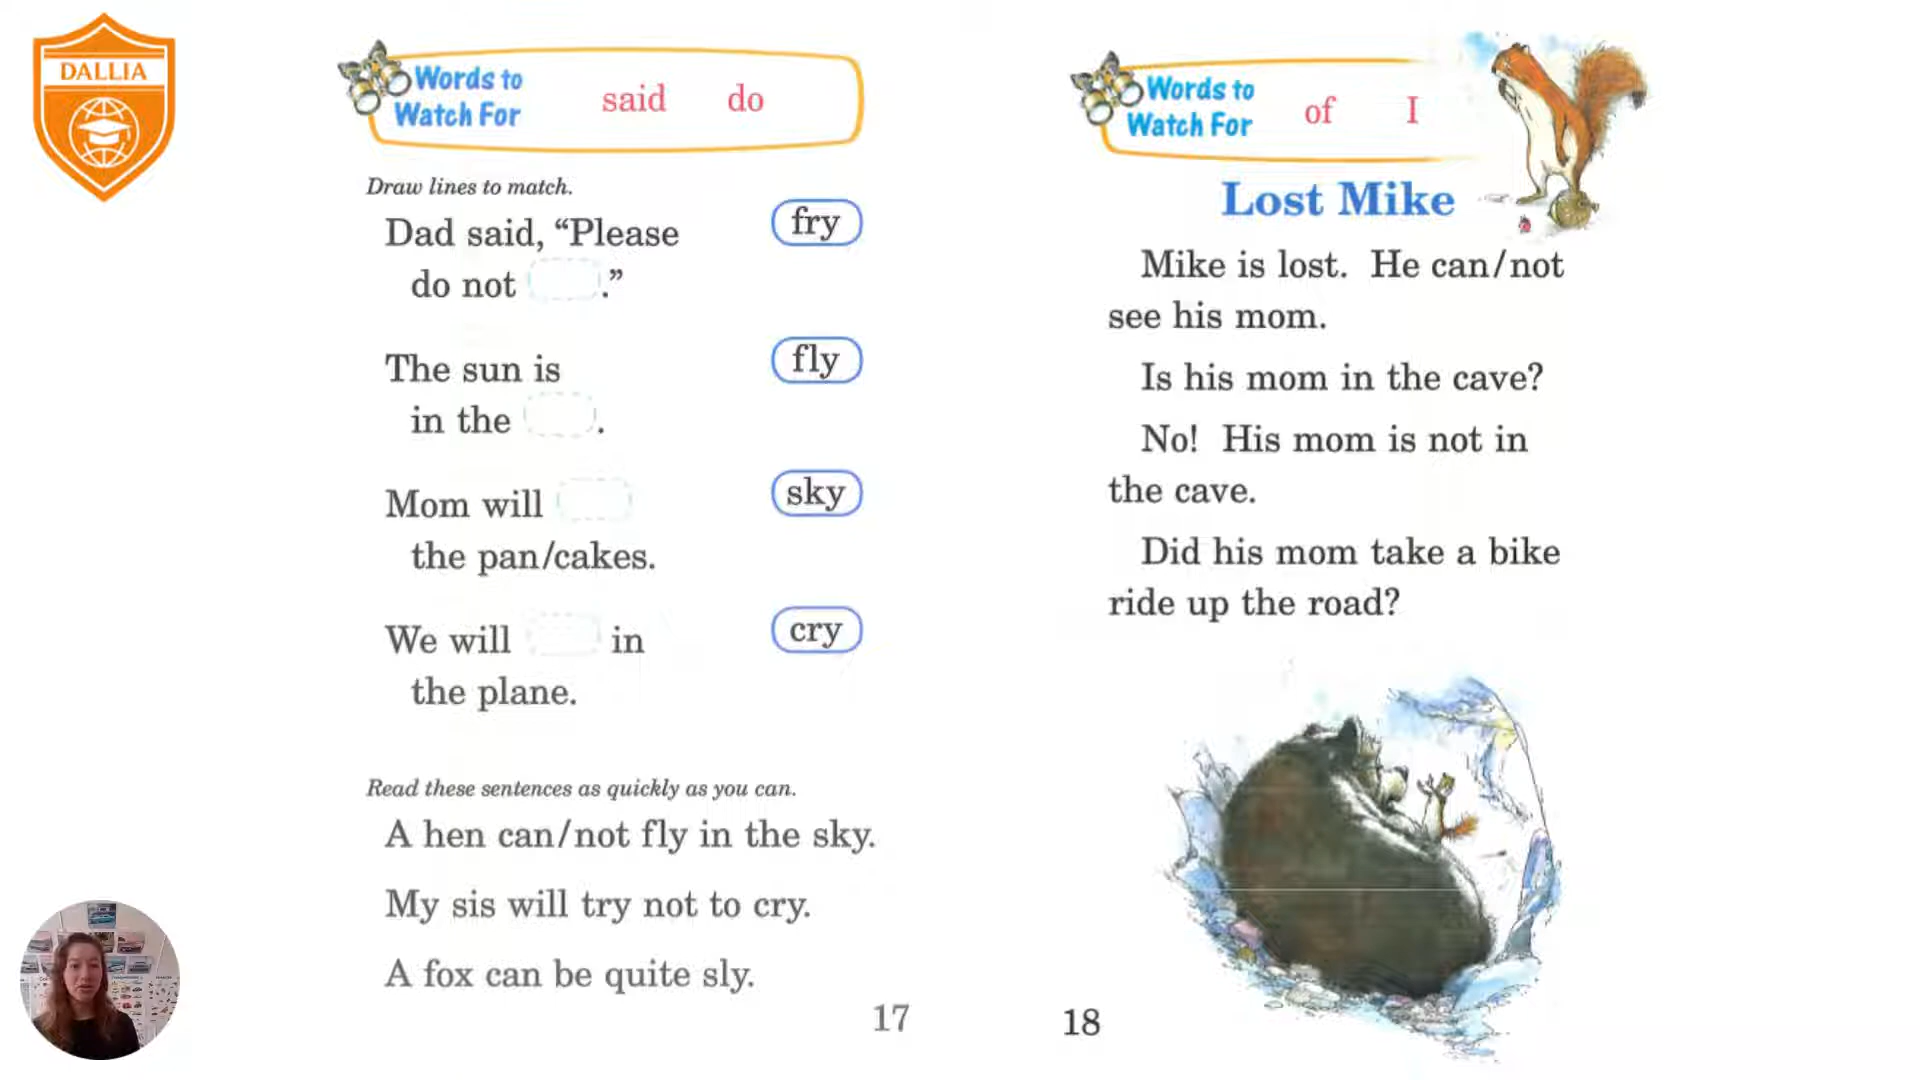 DALLIA
Words to
Watch For
said do
Draw lines to match.
Dad said, “Please
do not .”
fry
The sun is
in the .
fly
Mom will
the pan/cakes.
sky
We will in
the plane.
cry
Read these sentences as quickly as you can.
A hen can/not fly in the sky.
My sis will try not to cry.
A fox can be quite sly.
17
Words to
Watch For
of I
Lost Mike
Mike is lost. He can/not
see his mom.
Is his mom in the cave?
No! His mom is not in
the cave.
Did his mom take a bike
ride up the road?
18